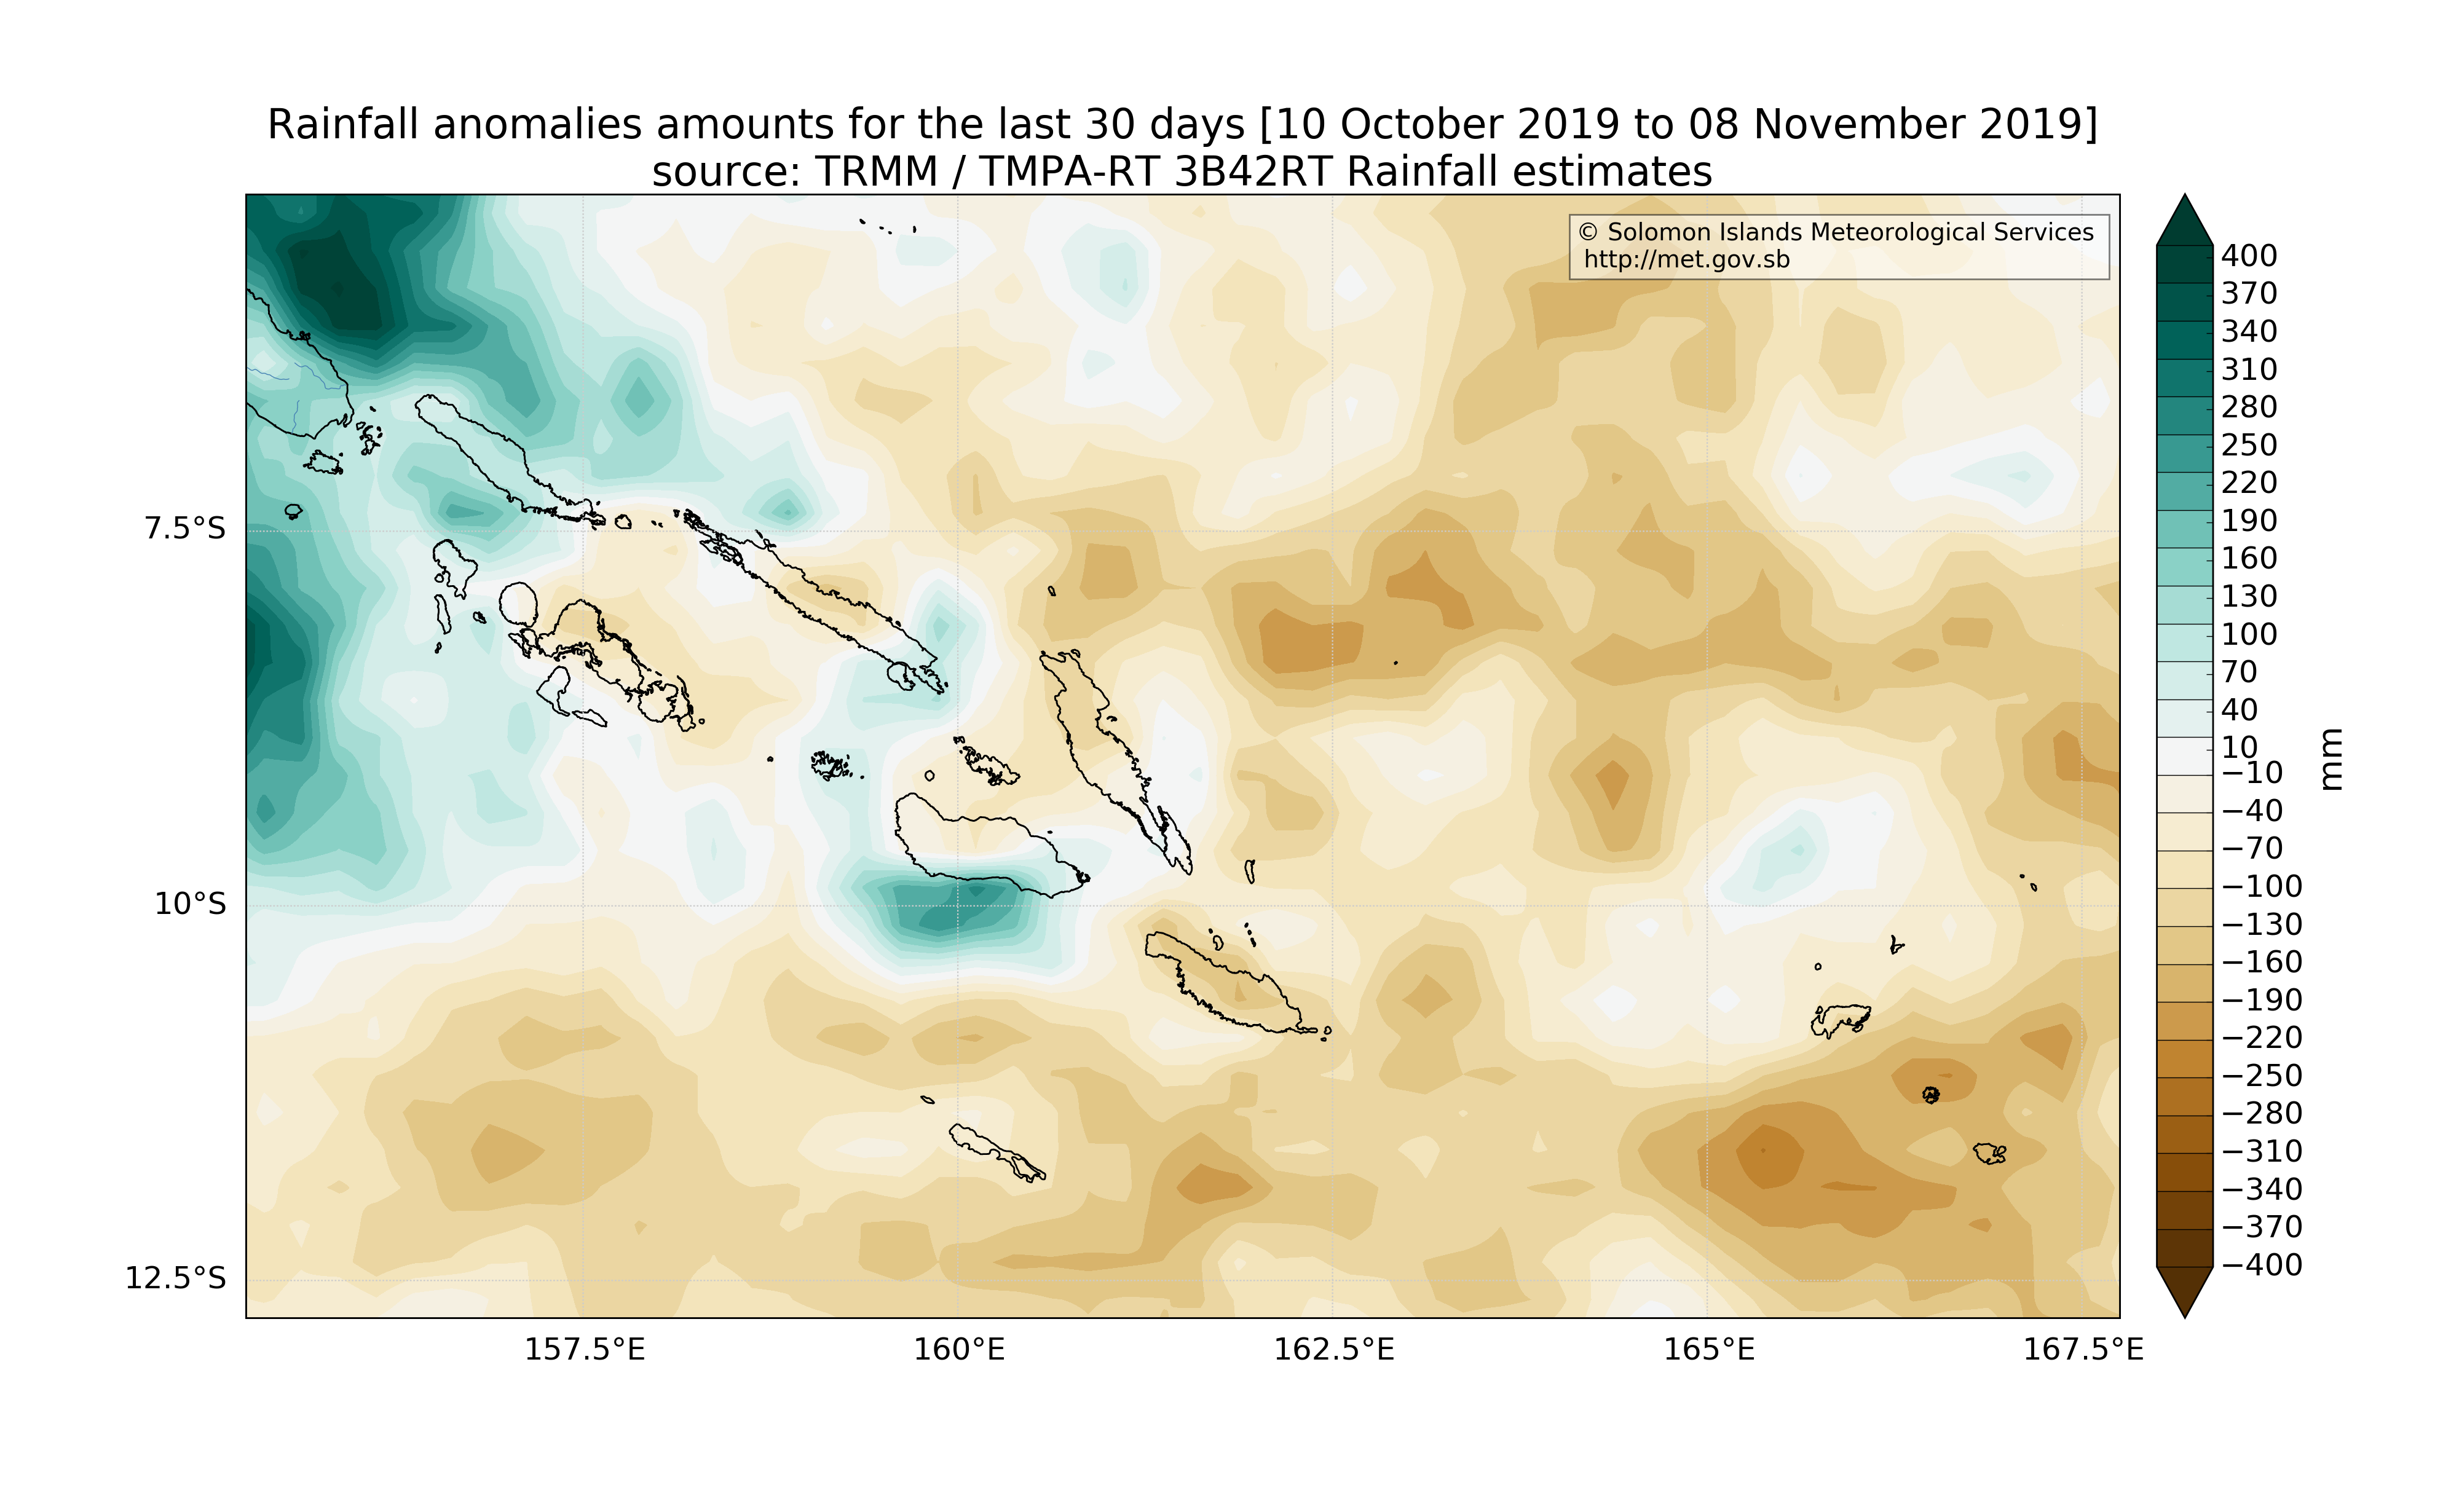 Rainfall anomalies amounts for the last 30 days [10 October 2019 to 08 November 2019]
source: TRMM / TMPA-RT 3B42RT Rainfall estimates
© Solomon Islands Meteorological Services
http://met.gov.sb
7.5°S
10°S
12.5°S
157.5°E
160°E
162.5°E
165°E
167.5°E
400
370
340
310
280
250
220
190
160
130
100
70
40
10
−10
−40
−70
−100
−130
−160
−190
−220
−250
−280
−310
−340
−370
−400
mm